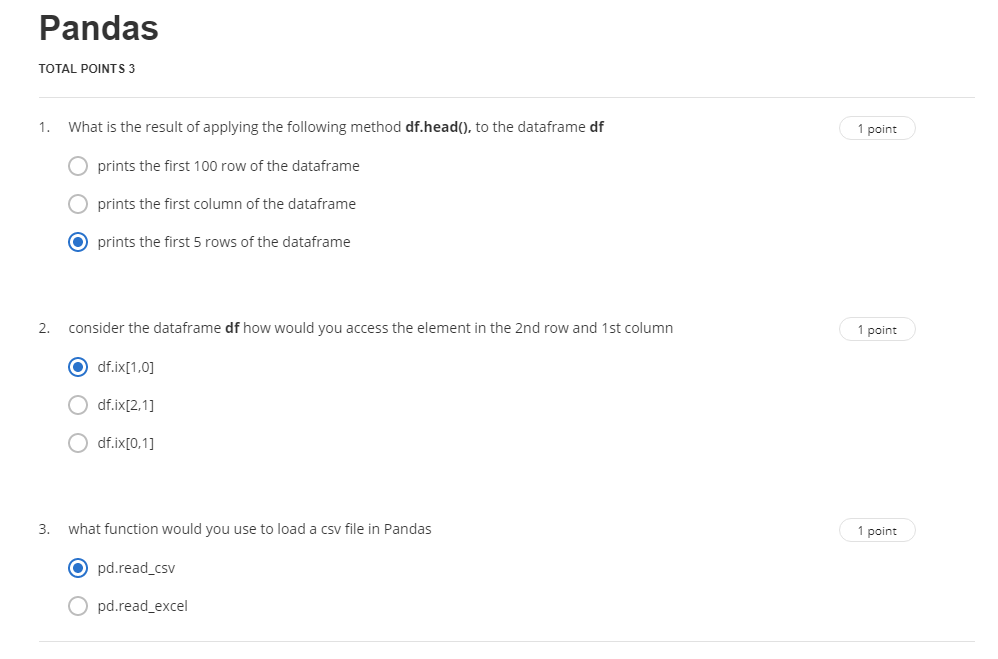 Pandas
TOTAL POINTS 3
1. What is the result of applying the following method df.head(), to the dataframe df 1 point
prints the first 100 row of the dataframe
prints the first column of the dataframe
prints the first 5 rows of the dataframe
2. consider the dataframe df how would you access the element in the 2nd row and 1st column 1 point
df.ix[1,0]
df.ix[2,1]
df.ix[0,1]
3. what function would you use to load a csv file in Pandas 1 point
pd.read_csv
pd.read_excel